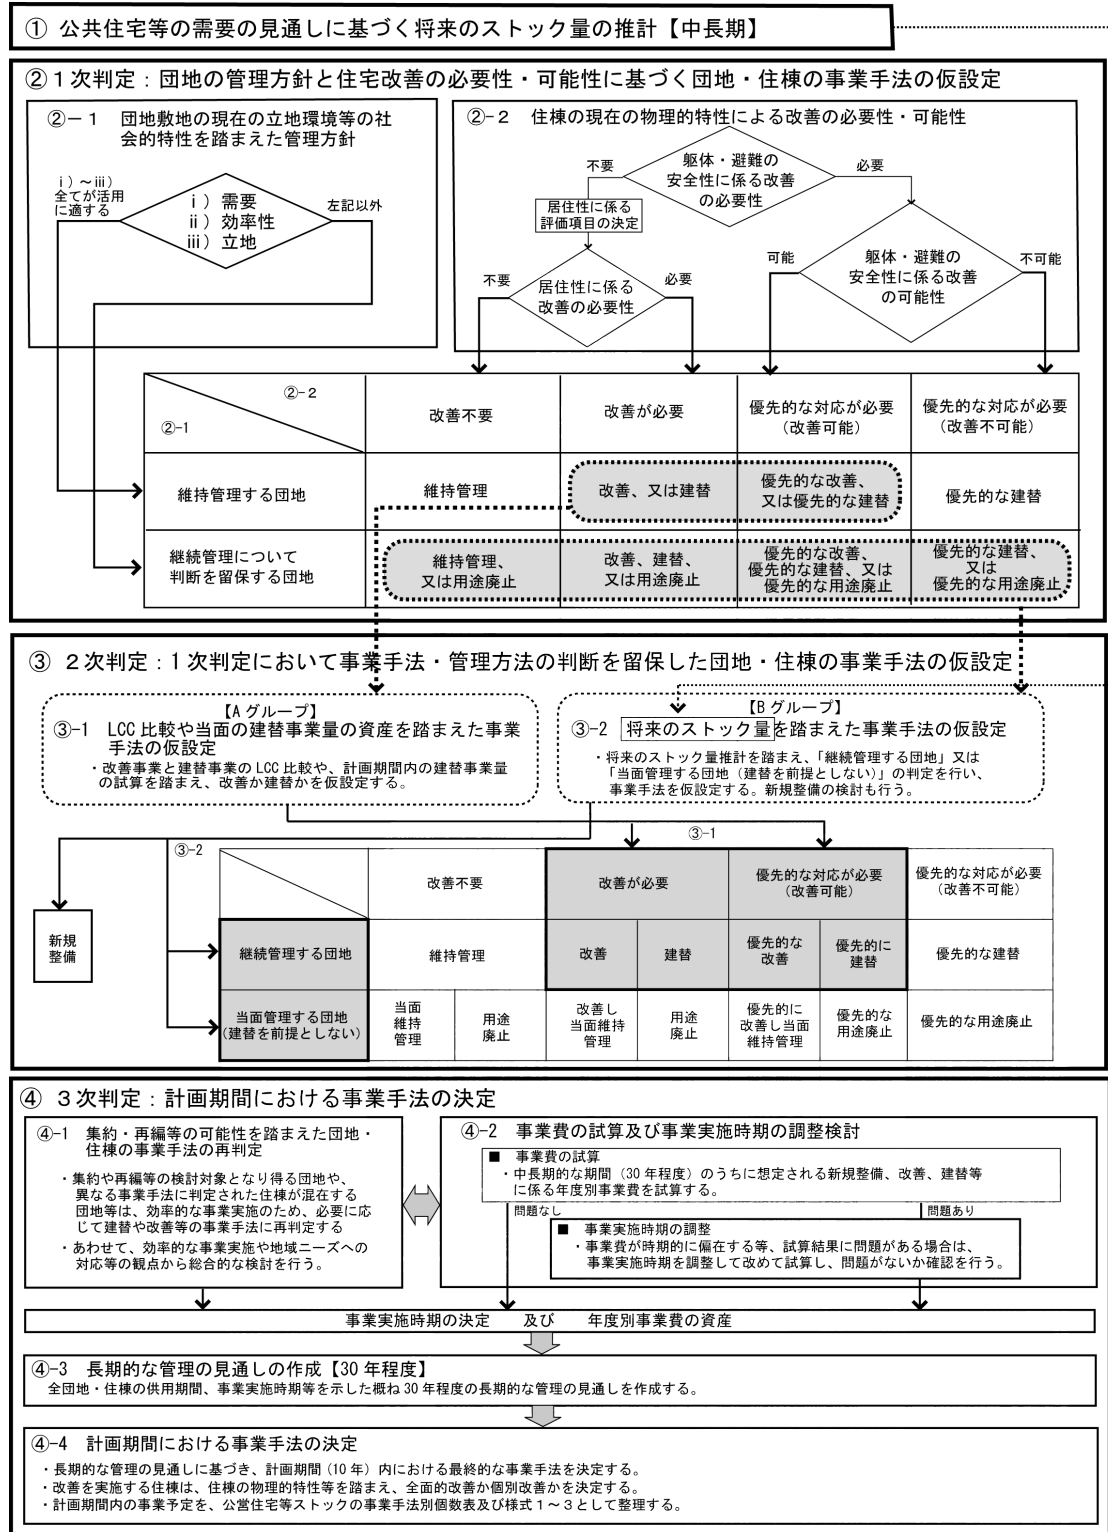 ① 公共住宅等の需要の見通しに基づく将来のストック量の推計【中長期】
②１次判定：団地の管理方針と住宅改善の必要性・可能性に基づく団地・住棟の事業手法の仮設定
②－１ 団地敷地の現在の立地環境等の社
会的特性を踏まえた管理方針
ⅰ）～ⅲ）
全てが活用
に適する
ⅰ）需要
ⅱ）効率性
ⅲ）立地
左記以外
②-２ 住棟の現在の物理的特性による改善の必要性・可能性
不要
躯体・避難の
安全性に係る改善
の必要性
必要
居住性に係る
評価項目の決定
不要
居住性に係る
改善の必要性
必要
可能
躯体・避難の
安全性に係る改善
の可能性
不可能
②-２
②-1
改善不要
改善が必要
優先的な対応が必要
（改善可能）
優先的な対応が必要
（改善不可能）
維持管理する団地
維持管理
改善、又は建替
優先的な改善、
又は優先的な建替
優先的な建替
継続管理について
判断を留保する団地
維持管理、
又は用途廃止
改善、建替、
又は用途廃止
優先的な改善、
優先的な建替、又は
優先的な用途廃止
優先的な建替、
又は
優先的な用途廃止
③ ２次判定：１次判定において事業手法・管理方法の判断を留保した団地・住棟の事業手法の仮設定
【A グループ】
③-1 LCC 比較や当面の建替事業量の資産を踏まえた事業
手法の仮設定
・改善事業と建替事業の LCC 比較や、計画期間内の建替事業量
の試算を踏まえ、改善か建替かを仮設定する。
【B グループ】
③-2 将来のストック量を踏まえた事業手法の仮設定
・将来のストック量推計を踏まえ、「継続管理する団地」又は
「当面管理する団地（建替を前提としない）」の判定を行い、
事業手法を仮設定する。新規整備の検討も行う。
③-1
③-2
新規
整備
改善不要
改善が必要
優先的な対応が必要
（改善可能）
優先的な対応が必要
（改善不可能）
継続管理する団地
維持管理
改善
建替
優先的な
改善
優先的に
建替
優先的な建替
当面管理する団地
（建替を前提としない）
当面
維持
管理
用途
廃止
改善し
当面維持
管理
用途
廃止
優先的に
改善し当面
維持管理
優先的な
用途廃止
優先的な用途廃止
④ ３次判定：計画期間における事業手法の決定
④-1 集約・再編等の可能性を踏まえた団地・
住棟の事業手法の再判定
・集約や再編等の検討対象となり得る団地や、
異なる事業手法に判定された住棟が混在する
団地等は、効率的な事業実施のため、必要に応
じて建替や改善等の事業手法に再判定する
・あわせて、効率的な事業実施や地域ニーズへの
対応等の観点から総合的な検討を行う。
④-2 事業費の試算及び事業実施時期の調整検討
■ 事業費の試算
・中長期的な期間（30 年程度）のうちに想定される新規整備、改善、建替等
に係る年度別事業費を試算する。
問題なし
問題あり
■ 事業実施時期の調整
・事業費が時期的に偏在する等、試算結果に問題がある場合は、
事業実施時期を調整して改めて試算し、問題がないか確認を行う。
事業実施時期の決定 及び 年度別事業費の資産
④-3 長期的な管理の見通しの作成【30 年程度】
全団地・住棟の供用期間、事業実施時期等を示した概ね 30 年程度の長期的な管理の見通しを作成する。
④-4 計画期間における事業手法の決定
・長期的な管理の見通しに基づき、計画期間（10 年）内における最終的な事業手法を決定する。
・改善を実施する住棟は、住棟の物理的特性等を踏まえ、全面的改善か個別改善かを決定する。
・計画期間内の事業予定を、公営住宅等ストックの事業手法別個数表及び様式１～３として整理する。